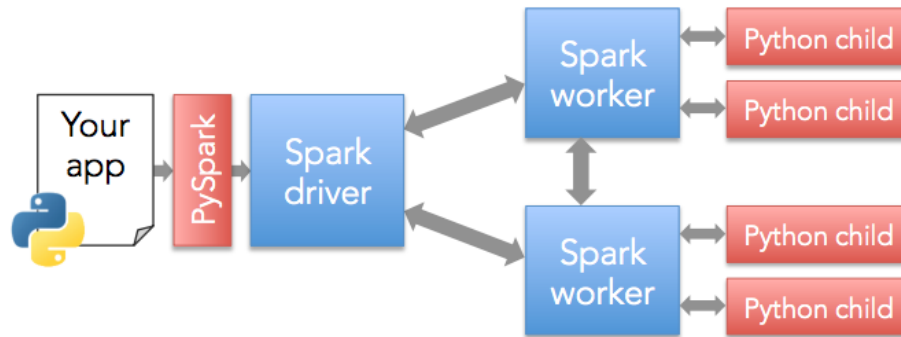 Your
app
PySpark
Spark
driver
Spark
worker
Python child
Python child
Spark
worker
Python child
Python child